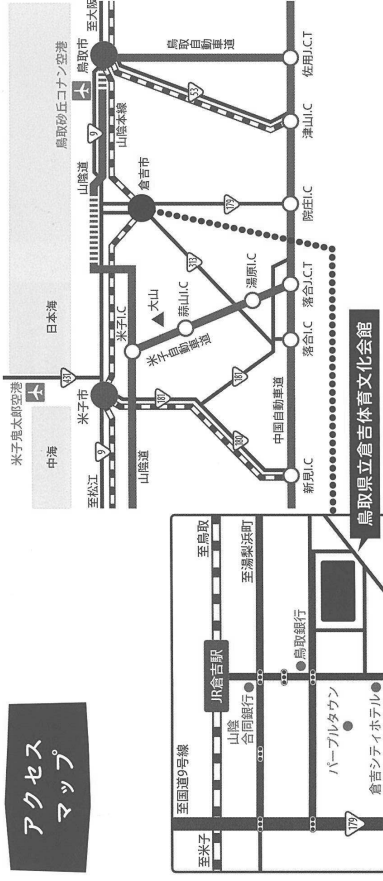 アクセス
マップ
至国道9号線
至米子
JR倉吉駅
至鳥取
至湯梨浜町
山陰
合同銀行
鳥取銀行
パープルタウン
倉吉シティホテル
179
鳥取県立倉吉体育文化会館
中海
日本海
米子鬼太郎空港
鳥取砂丘コナン空港
至松江
9
431
米子市
山陰道
米子I.C
山陰道
9
山陰本線
鳥取市
至大阪
倉吉市
大山
蒜山I.C
湯原I.C
米子自動車道
181
180
181
313
179
53
鳥取自動車道
中国自動車道
新見I.C
落合I.C
落合J.C.T
院庄I.C
津山I.C
佐用J.C.T